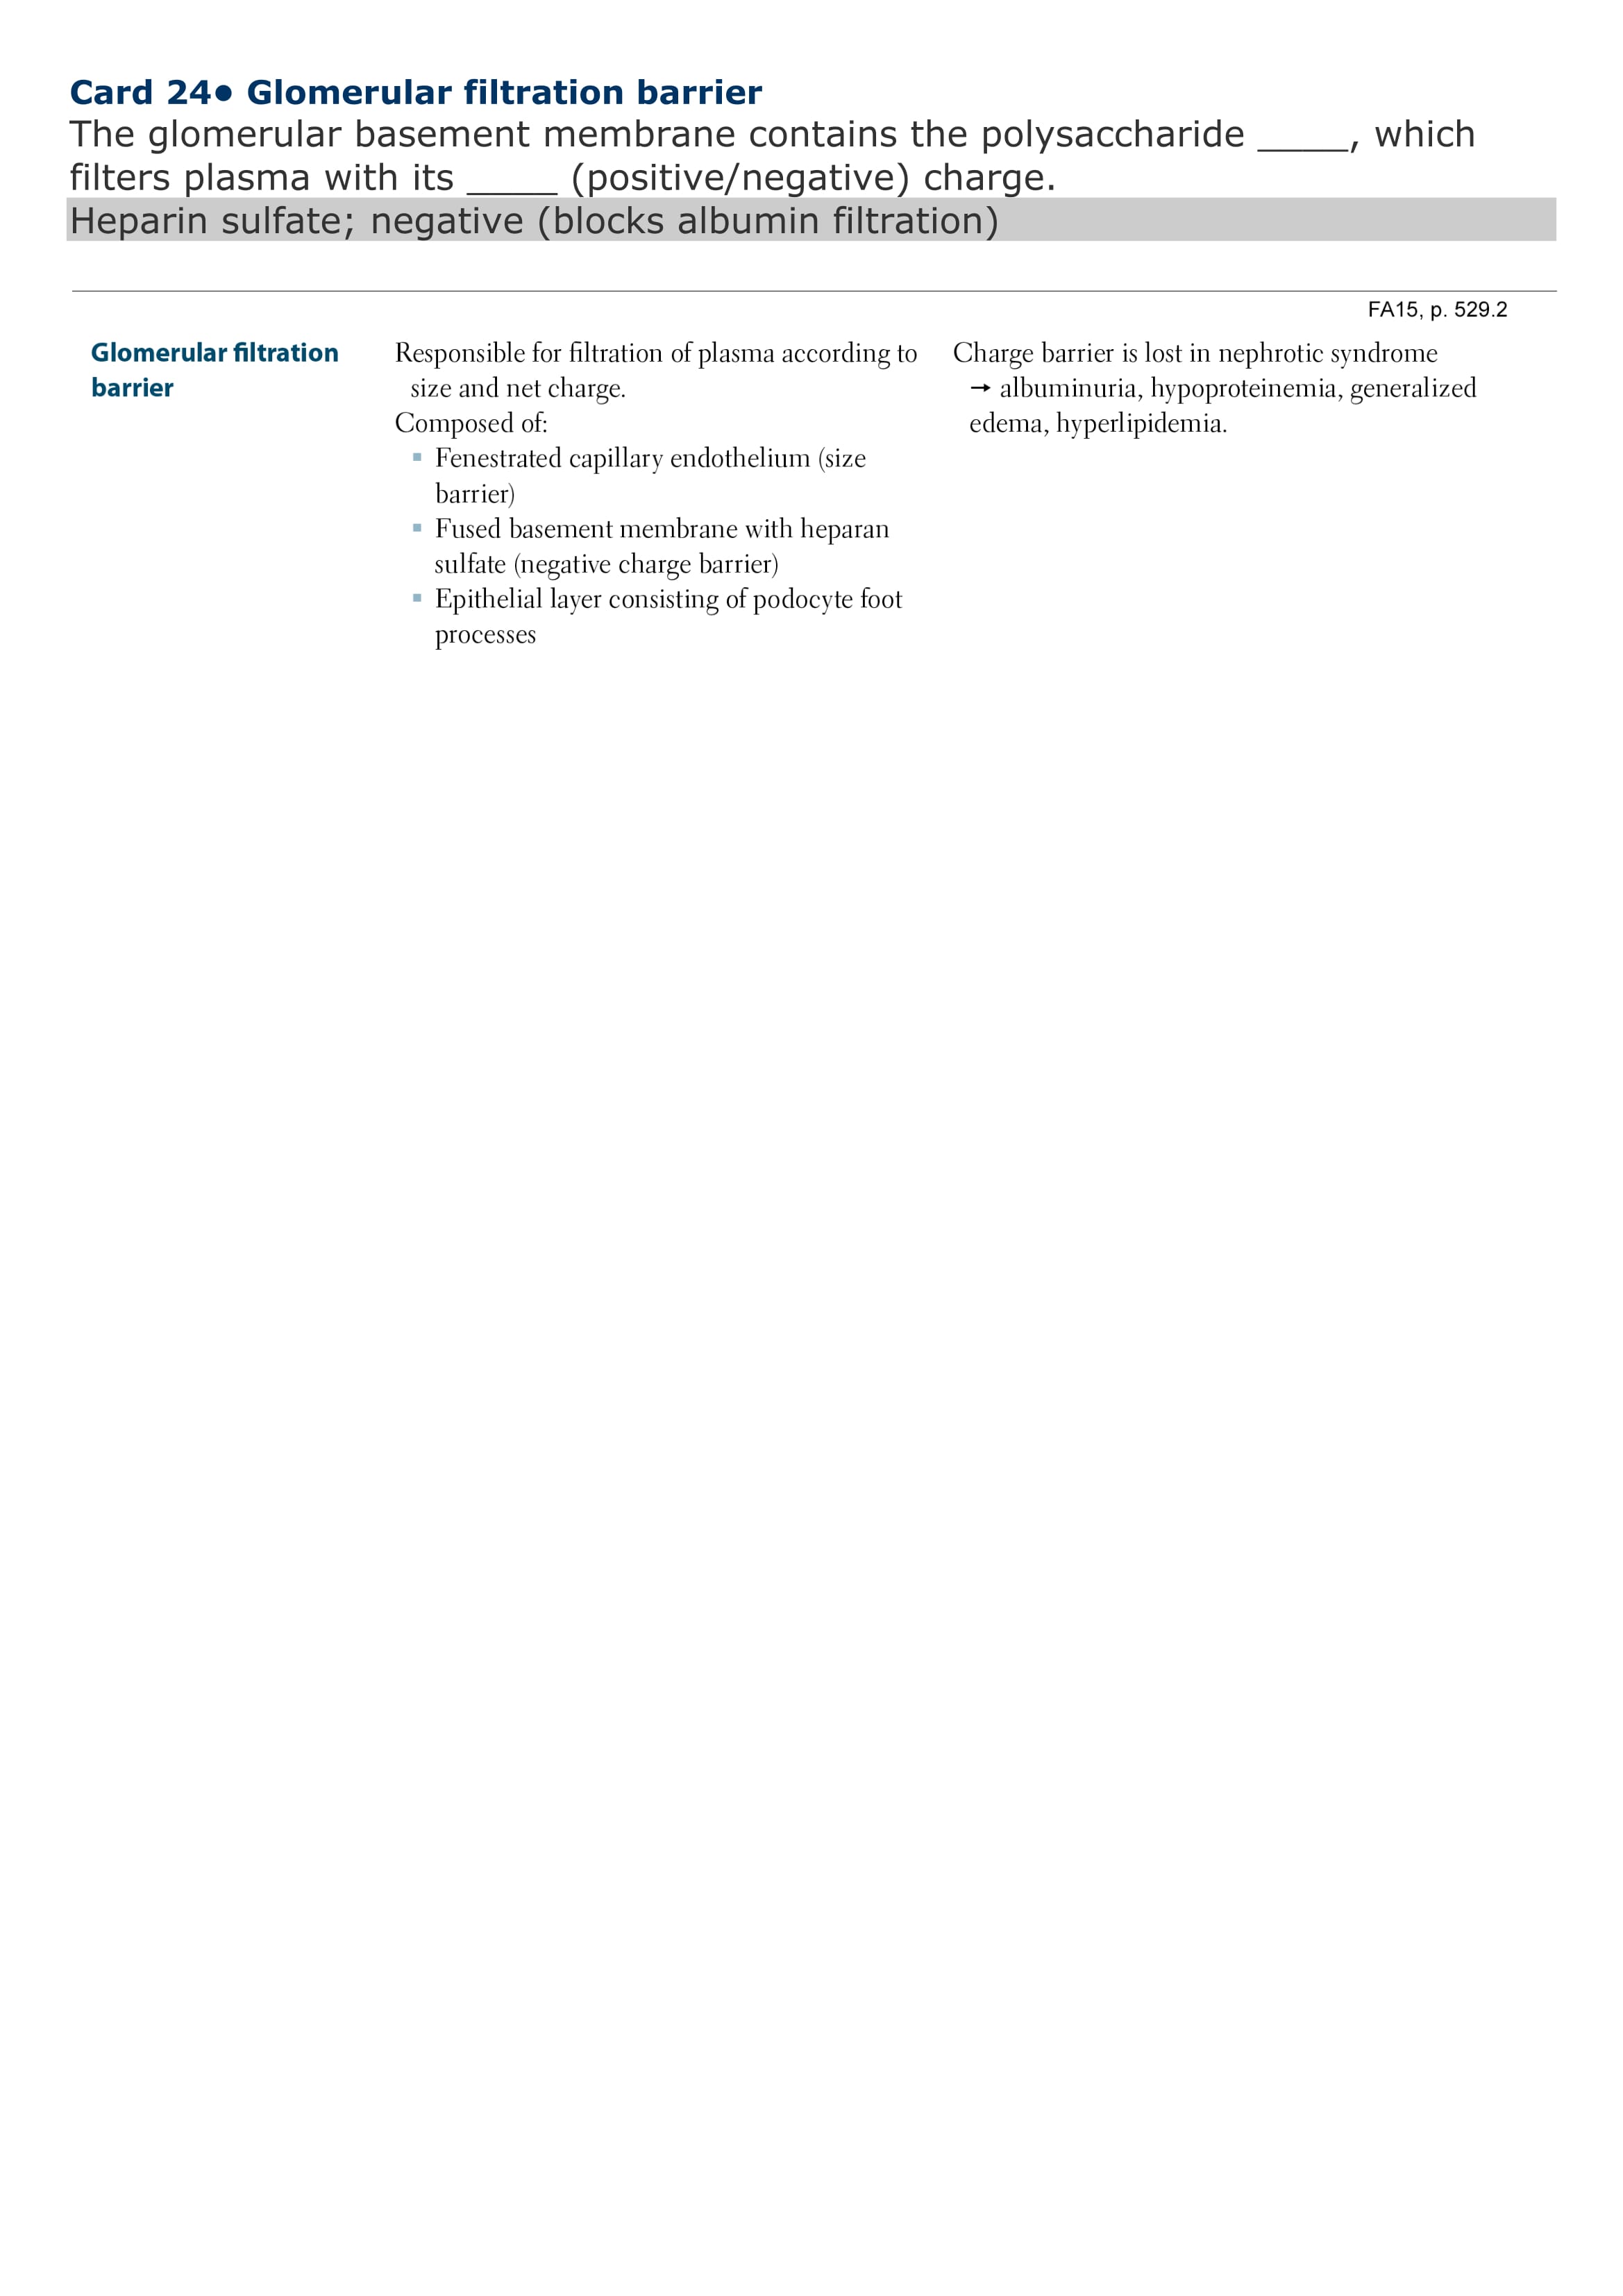 Card 24• Glomerular filtration barrier
The glomerular basement membrane contains the polysaccharide _____, which
filters plasma with its _____ (positive/negative) charge.
Heparin sulfate; negative (blocks albumin filtration)
FA15, p. 529.2
Glomerular filtration
barrier
Responsible for filtration of plasma according to
size and net charge.
Composed of:
▪ Fenestrated capillary endothelium (size
barrier)
▪ Fused basement membrane with heparan
sulfate (negative charge barrier)
▪ Epithelial layer consisting of podocyte foot
processes
Charge barrier is lost in nephrotic syndrome
→ albuminuria, hypoproteinemia, generalized
edema, hyperlipidemia.